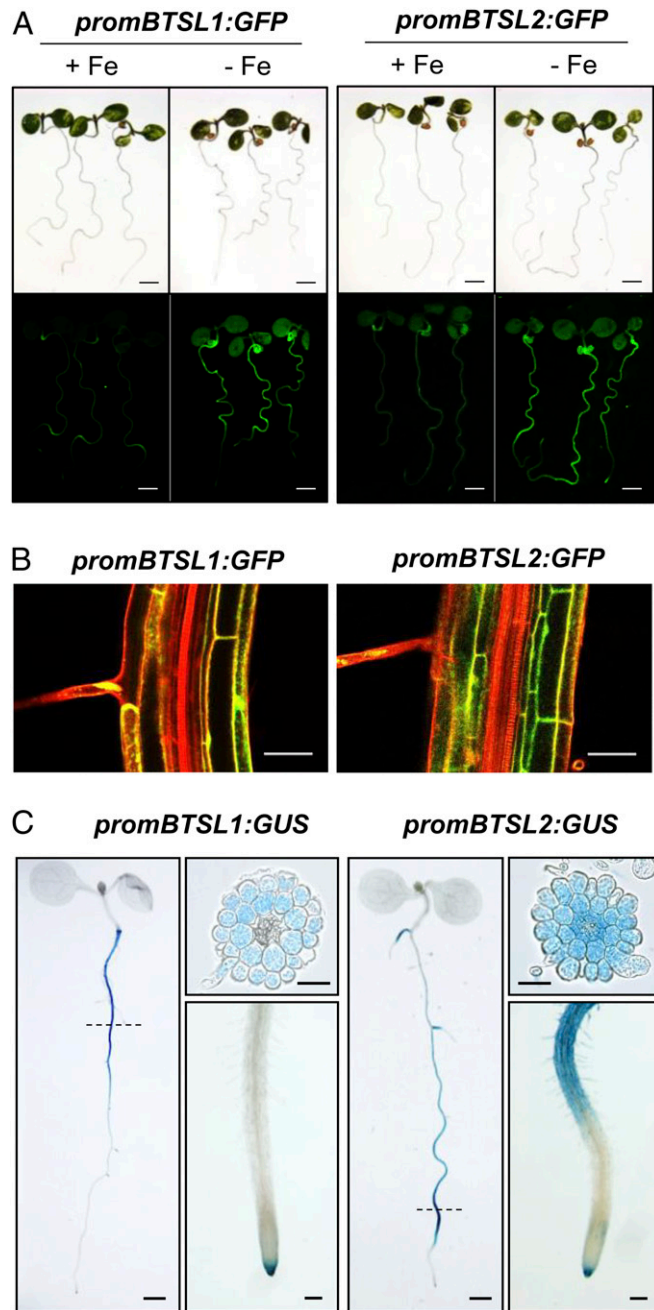 A promBTSL1:GFP promBTSL2:GFP
+ Fe - Fe + Fe - Fe
B promBTSL1:GFP promBTSL2:GFP
C promBTSL1:GUS promBTSL2:GUS